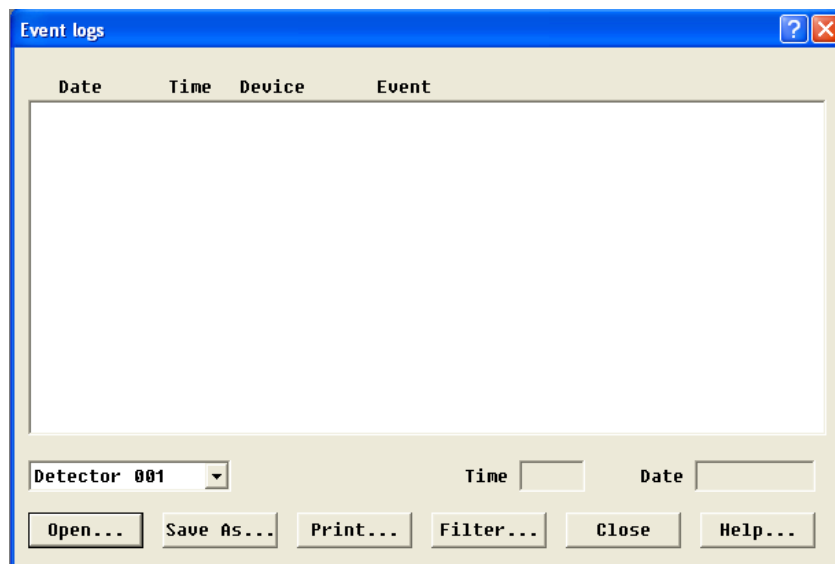 Event logs
Date Time Device Event
Detector 001 Time Date
Open... Save As... Print... Filter... Close Help...